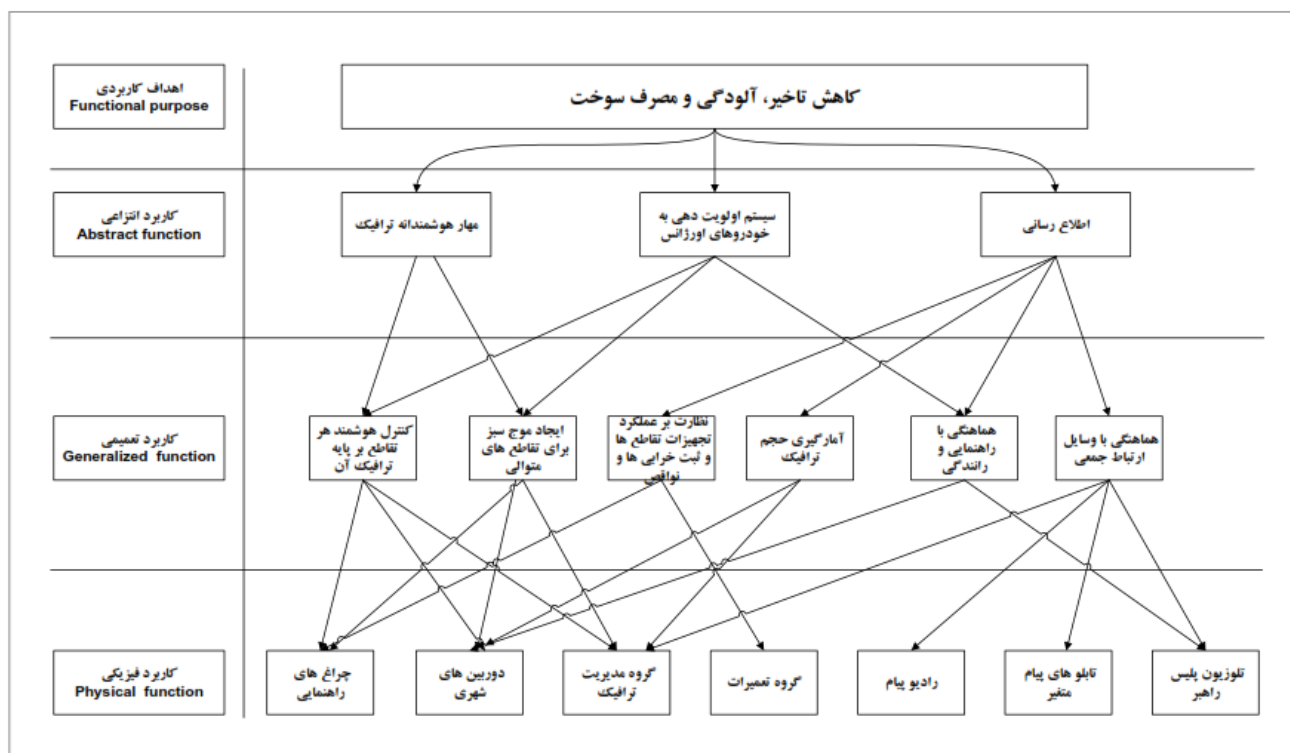 اهداف کاربردی
Functional purpose
کاهش تاخیر، آلودگی و مصرف سوخت
کاربرد انتزاعی
Abstract function
مهار هوشمندانه ترافیک
سیستم اولویت دهی به
خودروهای اورژانس
اطلاع رسانی
کاربرد تعمیمی
Generalized function
کنترل هوشمند هر
تقاطع بر پایه
ترافیک آن
ایجاد موج سبز
برای تقاطع های
متوالی
نظارت بر عملکرد
تجهیزات تقاطع ها
و ثبت خرابی ها و
نواقص
آمارگیری حجم
ترافیک
هماهنگی با
راهنمایی و
رانندگی
هماهنگی با وسایل
ارتباط جمعی
کاربرد فیزیکی
Physical function
چراغ های
راهنمایی
دوربین های
شهری
گروه مدیریت
ترافیک
گروه تعمیرات
رادیو پیام
تابلو های پیام
متغیر
تلوزیون پلیس
راهبر